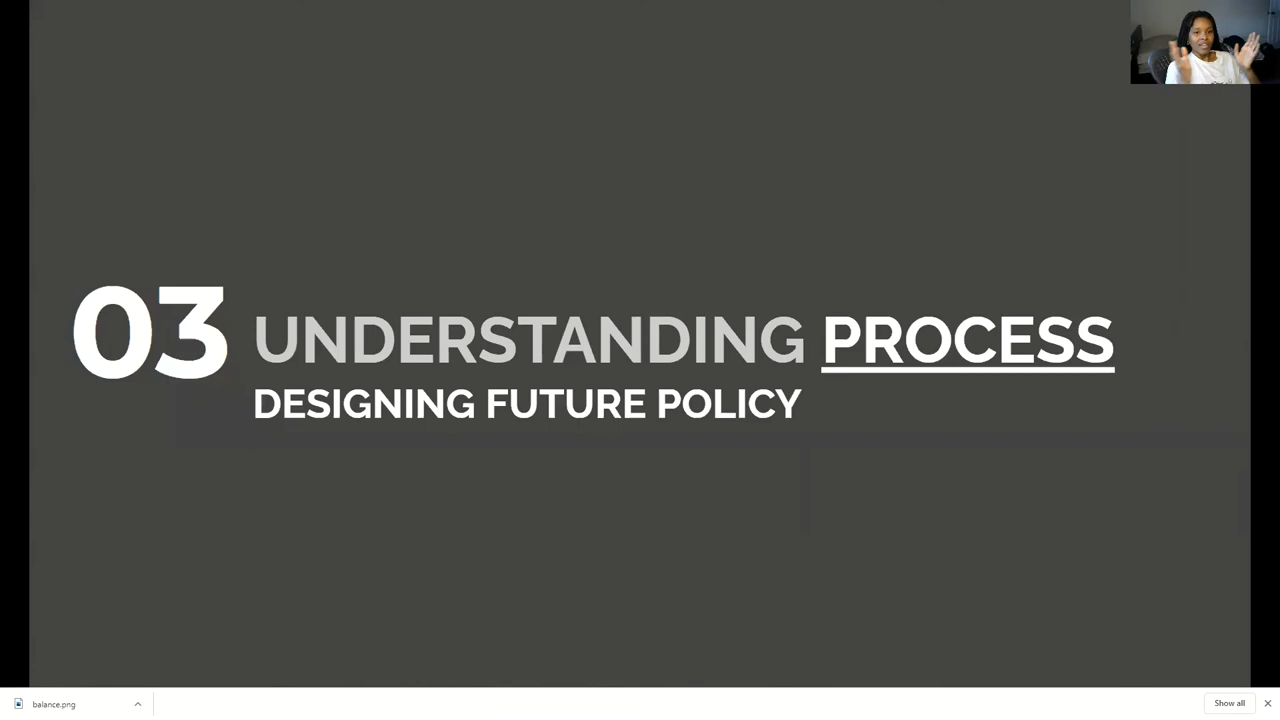 03 UNDERSTANDING PROCESS
DESIGNING FUTURE POLICY
balance.png
Show all